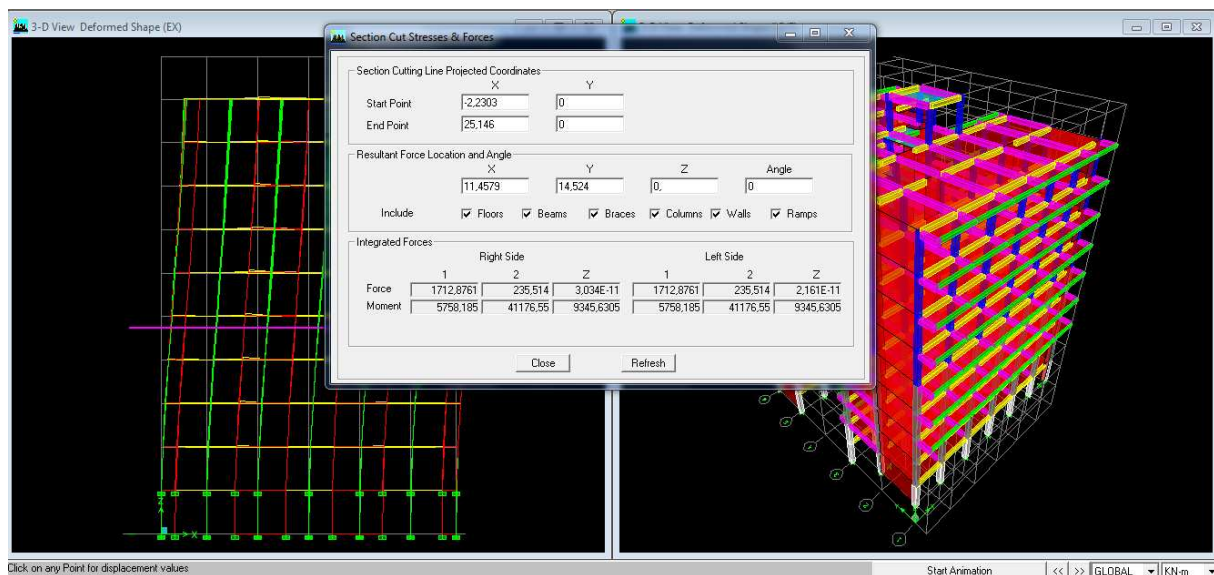 3-D View Deformed Shape (EX)
Section Cut Stresses & Forces
Section Cutting Line Projected Coordinates
X Y
Start Point -2,2303 0
End Point 25,146 0
Resultant Force Location and Angle
X Y Z Angle
11,4579 14,524 0, 0
Include Floors Beams Braces Columns Walls Ramps
Integrated Forces
Right Side Left Side
1 2 Z 1 2 Z
Force 1712,8761 235,514 3,034E-11 1712,8761 235,514 2,161E-11
Moment 5758,185 41176,55 9345,6305 5758,185 41176,55 9345,6305
Close Refresh
Z
X
Click on any Point for displacement values
Start Animation << >> GLOBAL KN-m